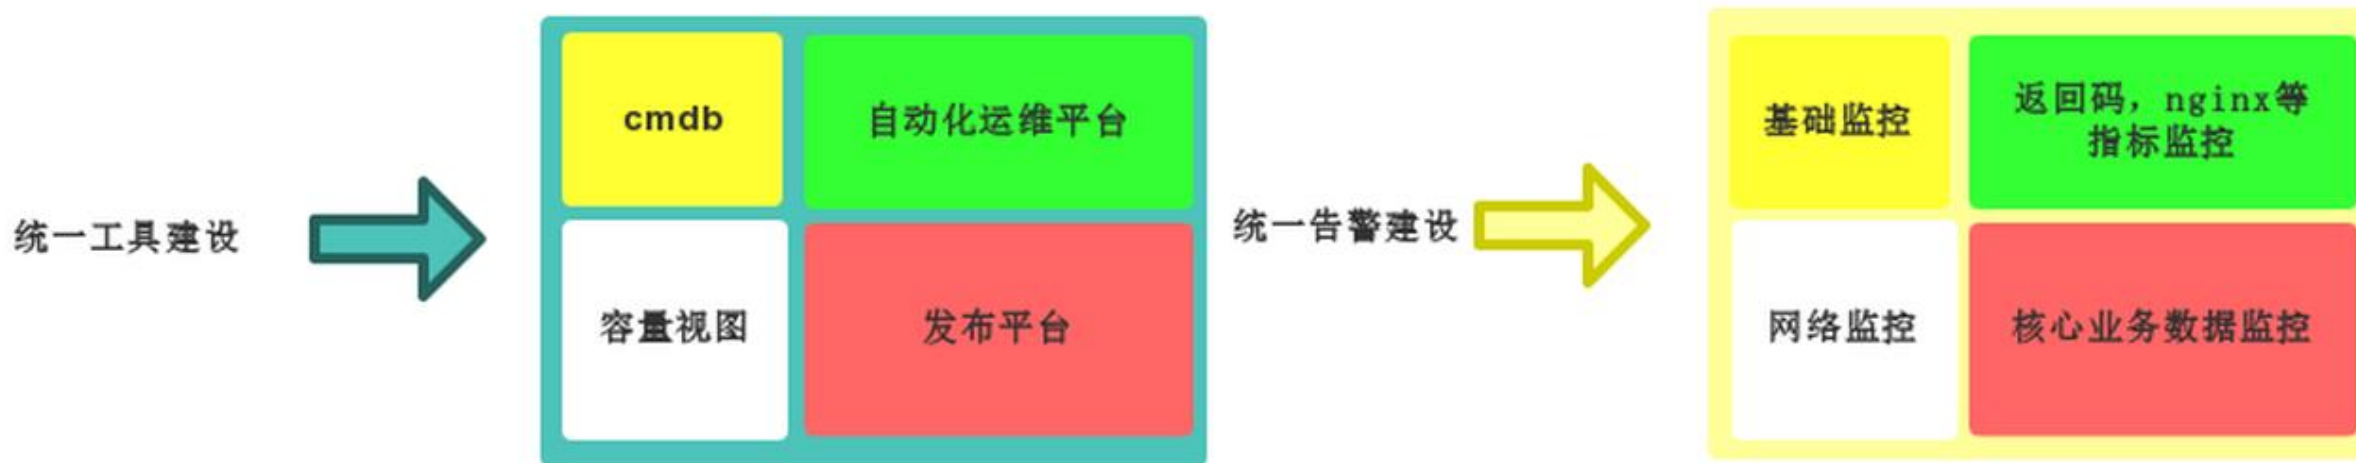 统一工具建设
cmdb
自动化运维平台
容量视图
发布平台
统一告警建设
基础监控
返回码，nginx等
指标监控
网络监控
核心业务数据监控